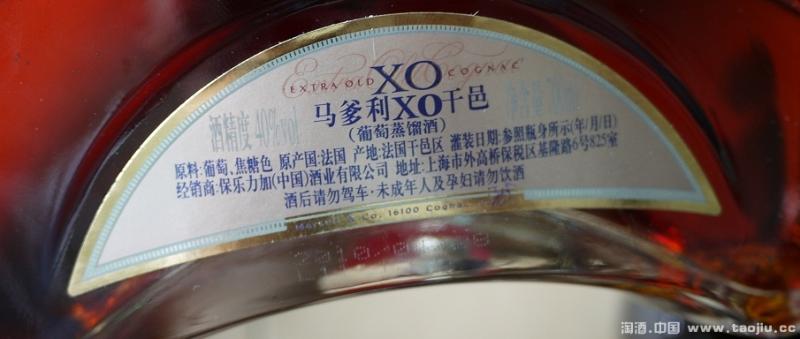 XO
EXTRA OLD COGNAC
马爹利XO干邑
(葡萄蒸馏酒)
酒精度 40%vol
原料:葡萄、焦糖色 原产国:法国 产地:法国干邑区 灌装日期:参照瓶身所示(年/月/日)
经销商:保乐力加(中国)酒业有限公司 地址:上海市外高桥保税区基隆路6号825室
酒后请勿驾车·未成年人及孕妇请勿饮酒
& Co. 16100 Cognac
淘酒.中国 www.taojiu.cc